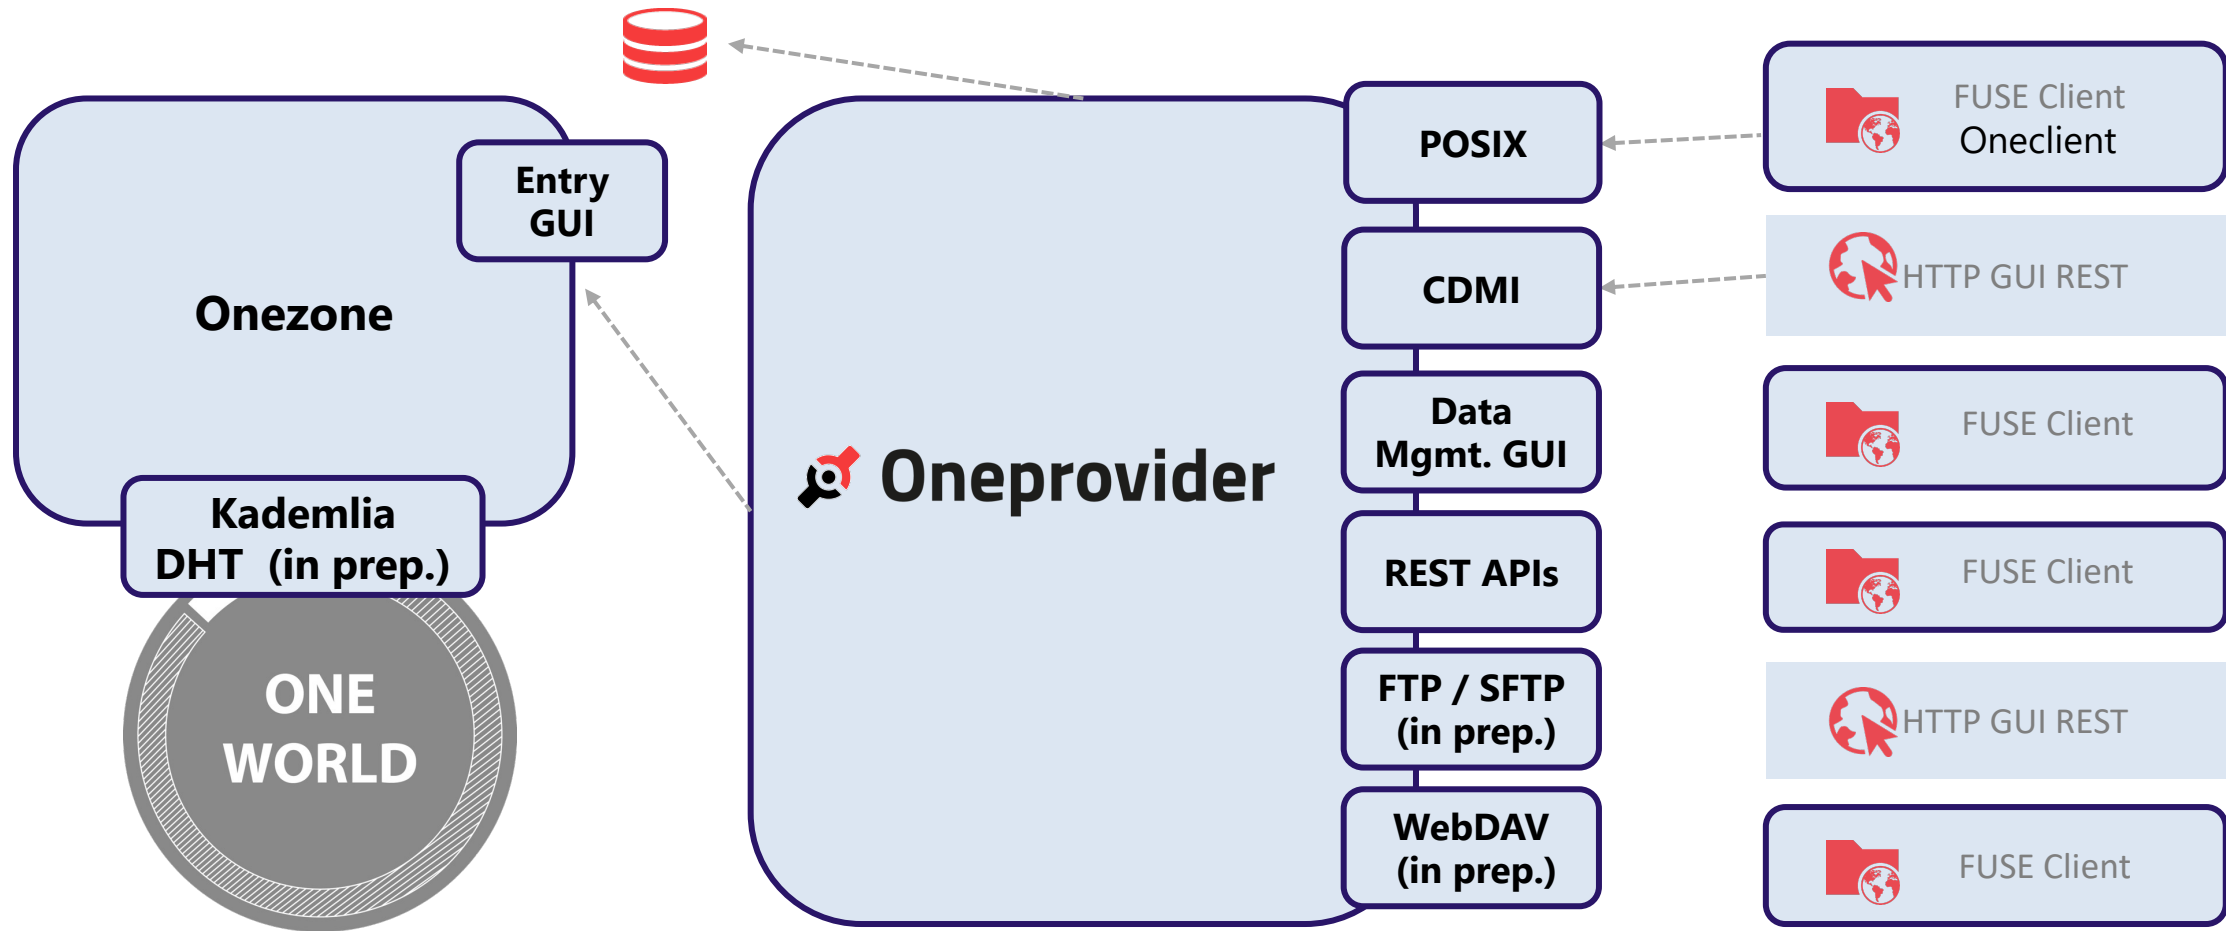 Entry
GUI
Onezone
Kademlia
DHT (in prep.)
ONE
WORLD
Oneprovider
POSIX
CDMI
Data
Mgmt. GUI
REST APIs
FTP / SFTP
(in prep.)
WebDAV
(in prep.)
FUSE Client
Oneclient
HTTP GUI REST
FUSE Client
FUSE Client
HTTP GUI REST
FUSE Client